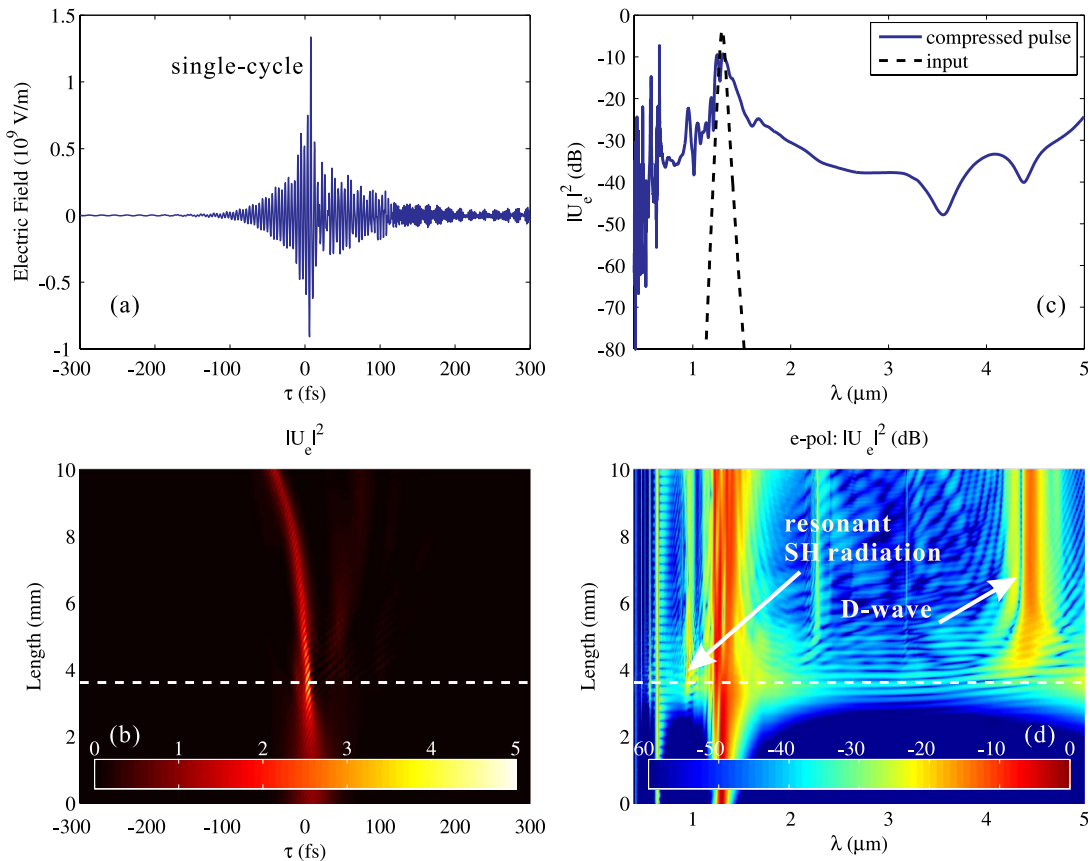 1.5
1
0.5
0
-0.5
-1
Electric Field (10⁹ V/m)
single-cycle
(a)
-300 -200 -100 0 100 200 300
τ (fs)
0
-10
-20
-30
-40
-50
-60
-70
-80
|U_e|² (dB)
compressed pulse
input
(c)
1 2 3 4 5
λ (μm)
|U_e|²
10
8
6
4
2
0
Length (mm)
(b)
0 1 2 3 4 5
-300 -200 -100 0 100 200 300
τ (fs)
e-pol: |U_e|² (dB)
10
8
6
4
2
0
Length (mm)
resonant
SH radiation
D-wave
(d)
60 -50 -40 -30 -20 -10 0
1 2 3 4 5
λ (μm)